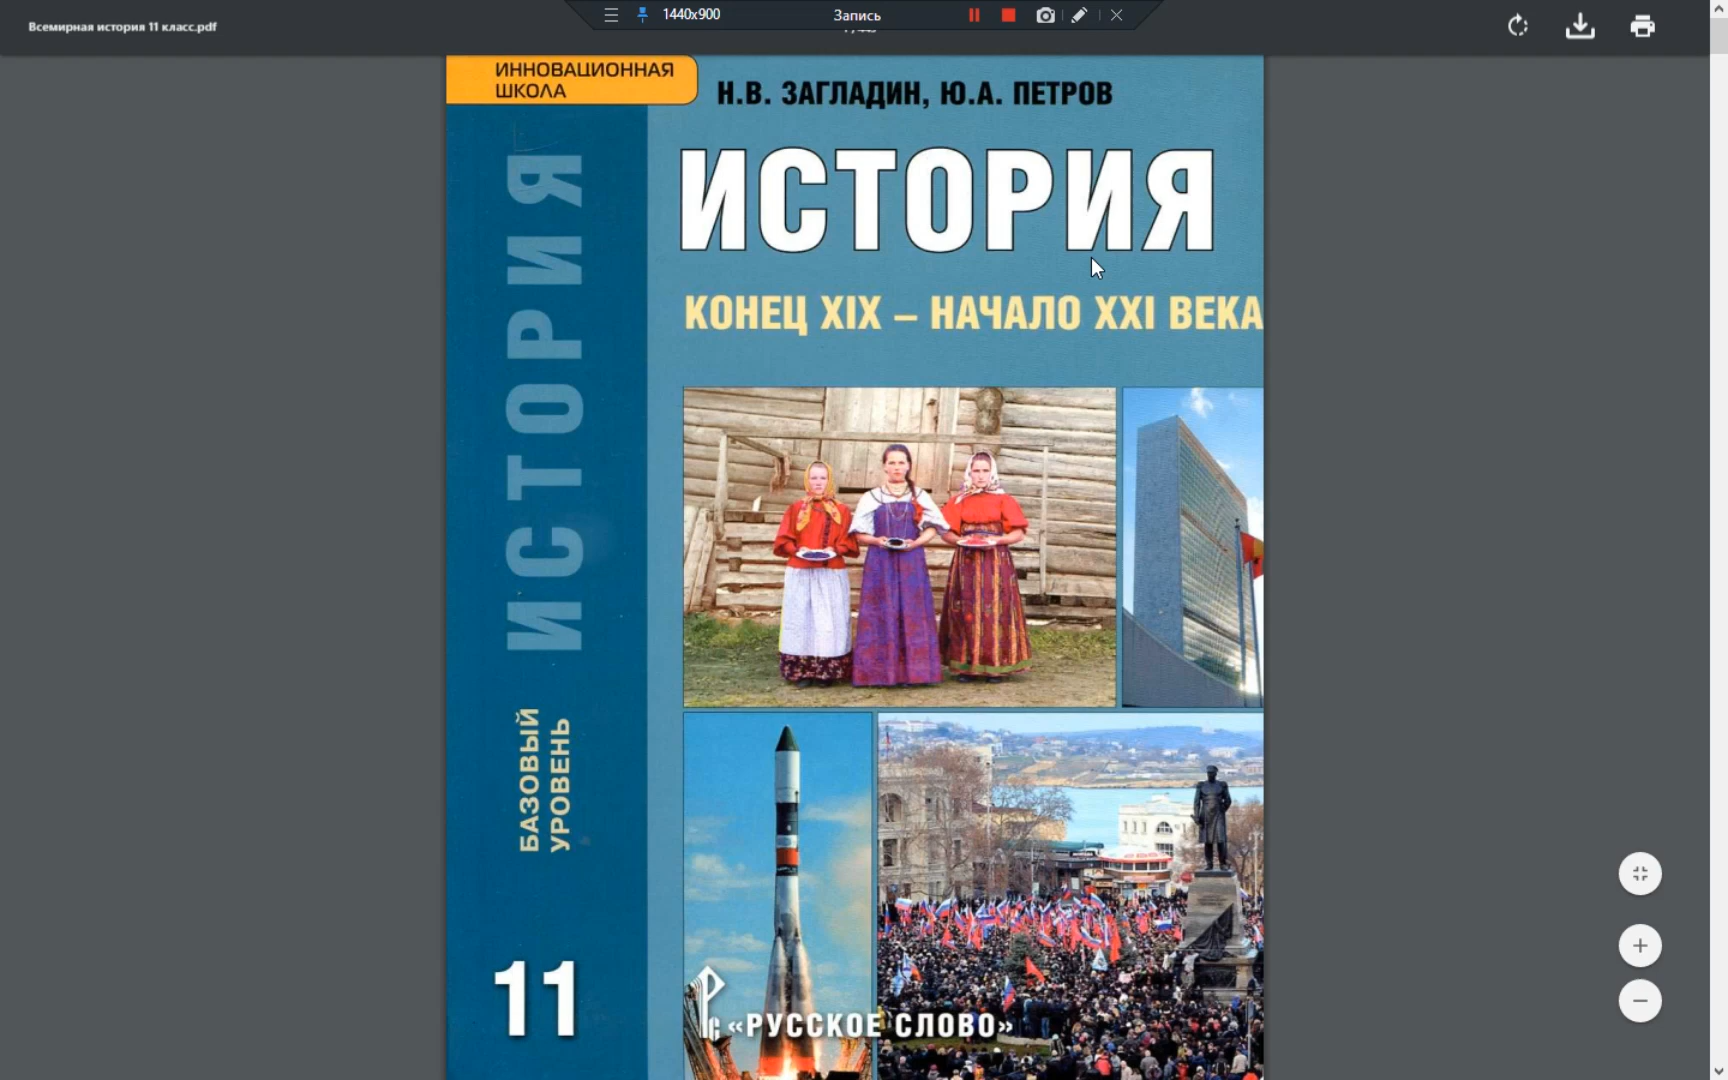 Всемирная история 11 класс.pdf
1440x900
Запись
ИННОВАЦИОННАЯ
ШКОЛА
Н.В. ЗАГЛАДИН, Ю.А. ПЕТРОВ
ИСТОРИЯ
КОНЕЦ XIX – НАЧАЛО XXI ВЕКА
ИСТОРИЯ
БАЗОВЫЙ
УРОВЕНЬ
11
«РУССКОЕ СЛОВО»